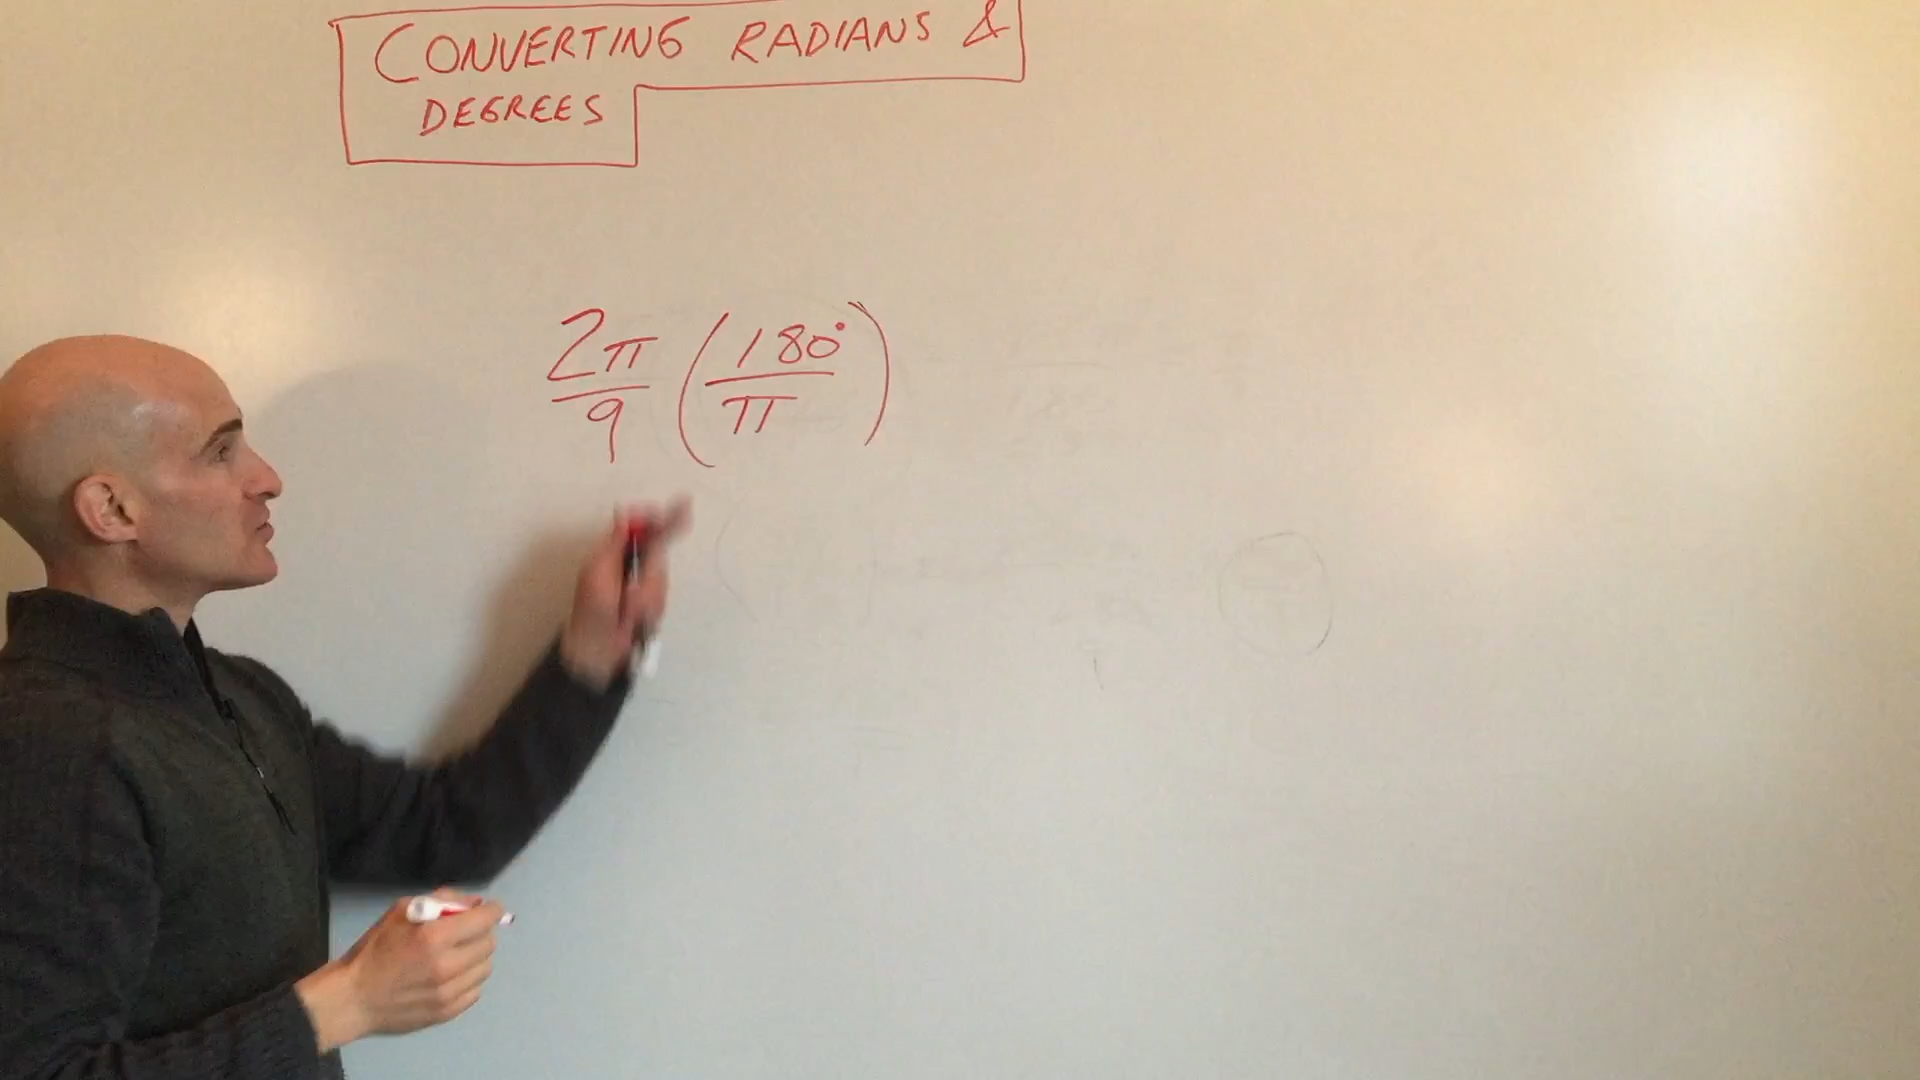 CONVERTING RADIANS &
DEGREES
2π/9 (180°/π)